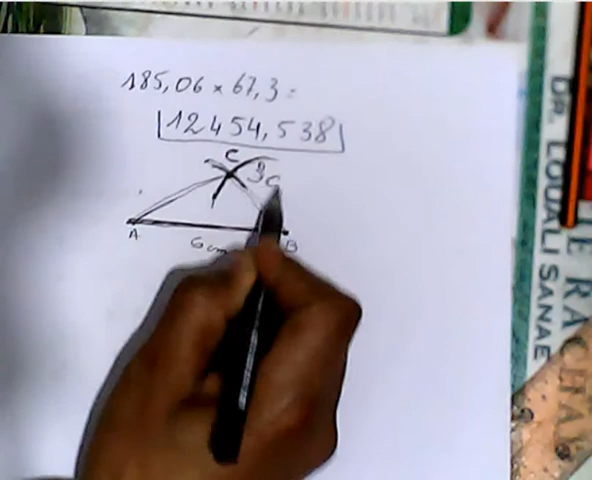 185,06 × 67,3 =
12454,538
C
3c
A
6cm
B
DR. LOUALI SANAE